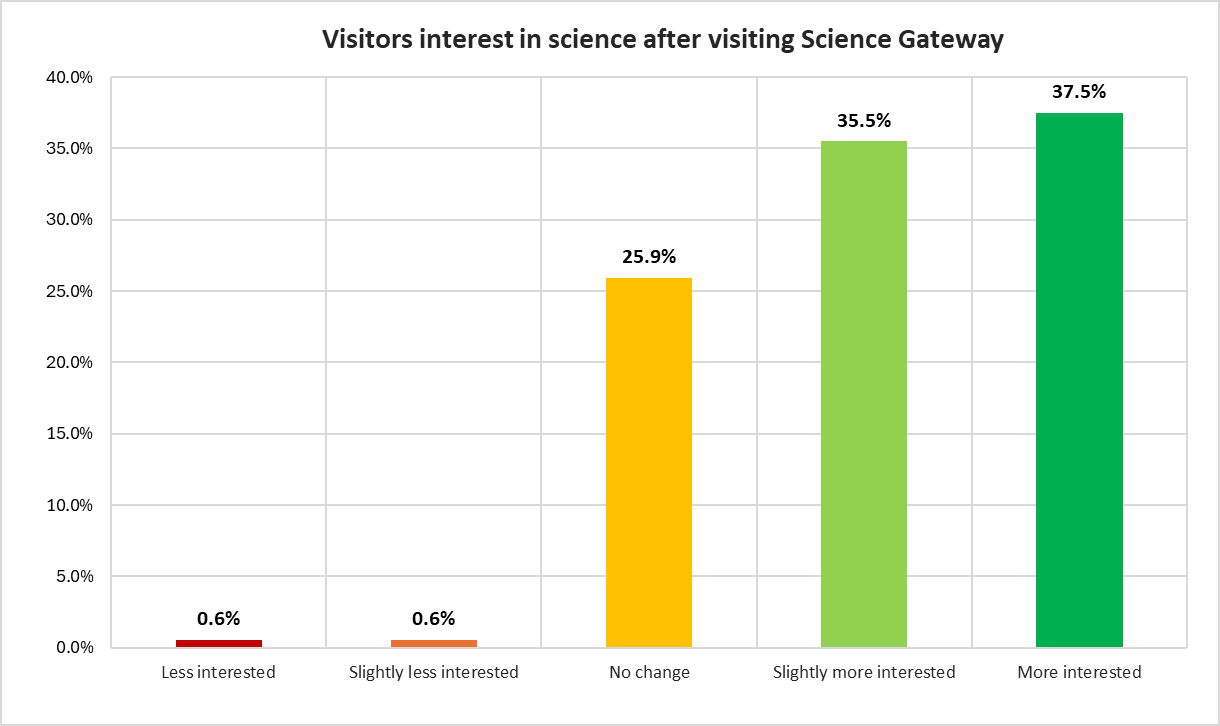 Visitors interest in science after visiting Science Gateway
40.0%
35.0%
30.0%
25.0%
20.0%
15.0%
10.0%
5.0%
0.0%
0.6%
0.6%
25.9%
35.5%
37.5%
Less interested
Slightly less interested
No change
Slightly more interested
More interested